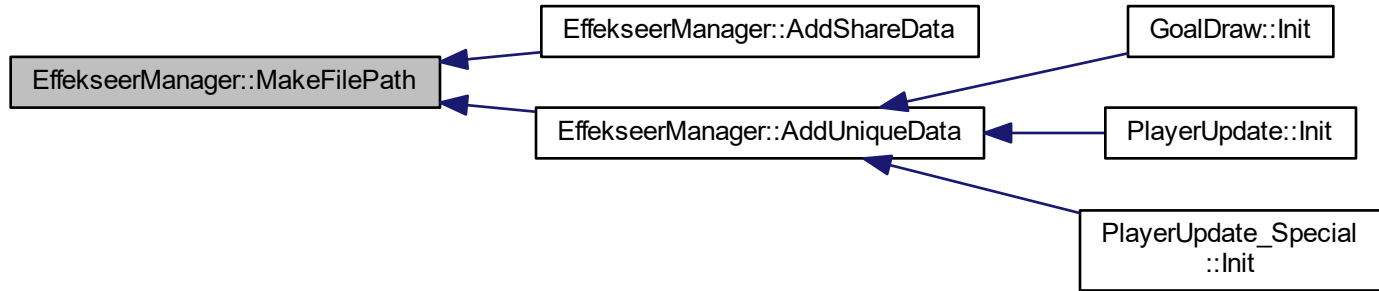 EffekseerManager::MakeFilePath
EffekseerManager::AddShareData
EffekseerManager::AddUniqueData
GoalDraw::Init
PlayerUpdate::Init
PlayerUpdate_Special
::Init